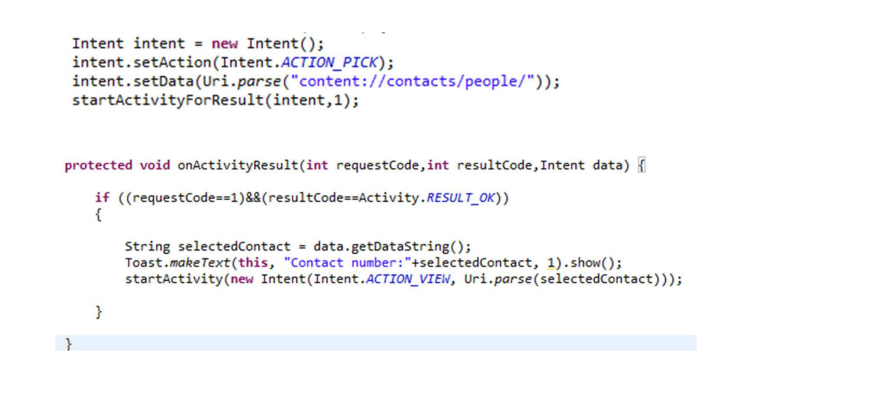 Intent intent = new Intent();
intent.setAction(Intent.ACTION_PICK);
intent.setData(Uri.parse("content://contacts/people/"));
startActivityForResult(intent,1);
protected void onActivityResult(int requestCode,int resultCode,Intent data) {
if ((requestCode==1)&&(resultCode==Activity.RESULT_OK))
{
String selectedContact = data.getDataString();
Toast.makeText(this, "Contact number:"+selectedContact, 1).show();
startActivity(new Intent(Intent.ACTION_VIEW, Uri.parse(selectedContact)));
}
}